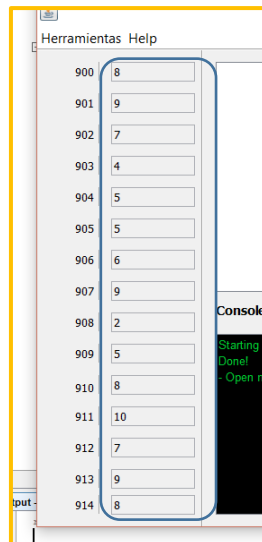 Herramientas Help
900 8
901 9
902 7
903 4
904 5
905 5
906 6
907 9
908 2
909 5
910 8
911 10
912 7
913 9
914 8
Console
Starting
Done!
- Open
tput -